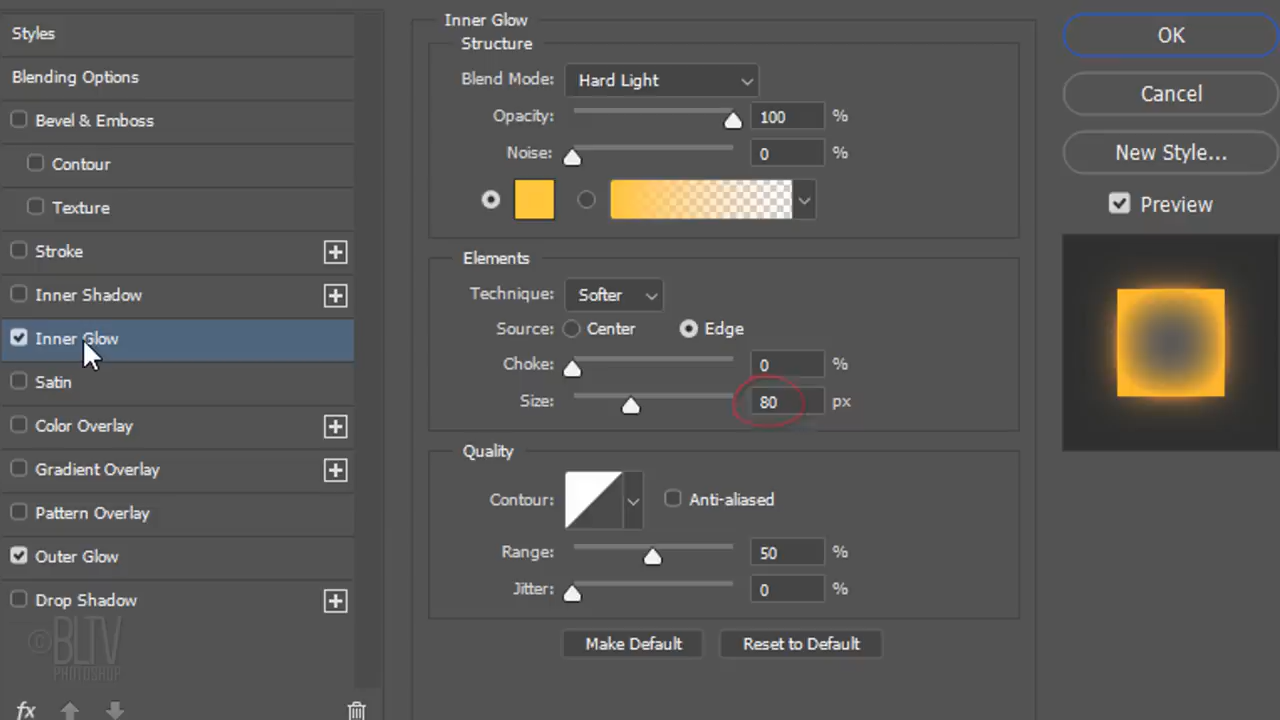 Styles
Blending Options
Bevel & Emboss
Contour
Texture
Stroke
Inner Shadow
Inner Glow
Satin
Color Overlay
Gradient Overlay
Pattern Overlay
Outer Glow
Drop Shadow
© BLTV
PHOTOSHOP
fx
Inner Glow
Structure
Blend Mode: Hard Light
Opacity: 100 %
Noise: 0 %
Elements
Technique: Softer
Source: Center Edge
Choke: 0 %
Size: 80 px
Quality
Contour: Anti-aliased
Range: 50 %
Jitter: 0 %
Make Default Reset to Default
OK
Cancel
New Style...
Preview